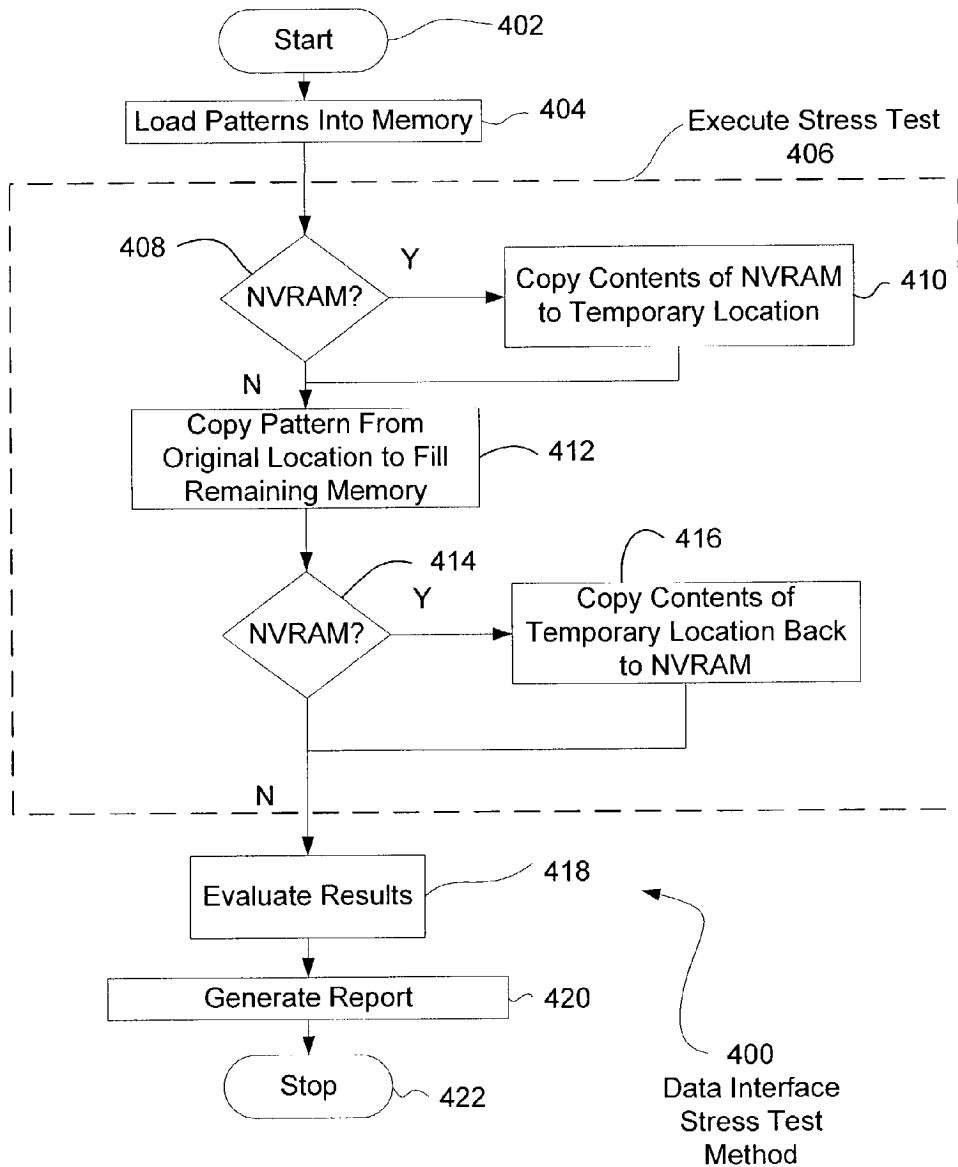 Start
402
Load Patterns Into Memory
404
Execute Stress Test
406
408
NVRAM?
Y
Copy Contents of NVRAM
to Temporary Location
410
N
Copy Pattern From
Original Location to Fill
Remaining Memory
412
414
NVRAM?
Y
416
Copy Contents of
Temporary Location Back
to NVRAM
N
Evaluate Results
418
Generate Report
420
Stop
422
400
Data Interface
Stress Test
Method